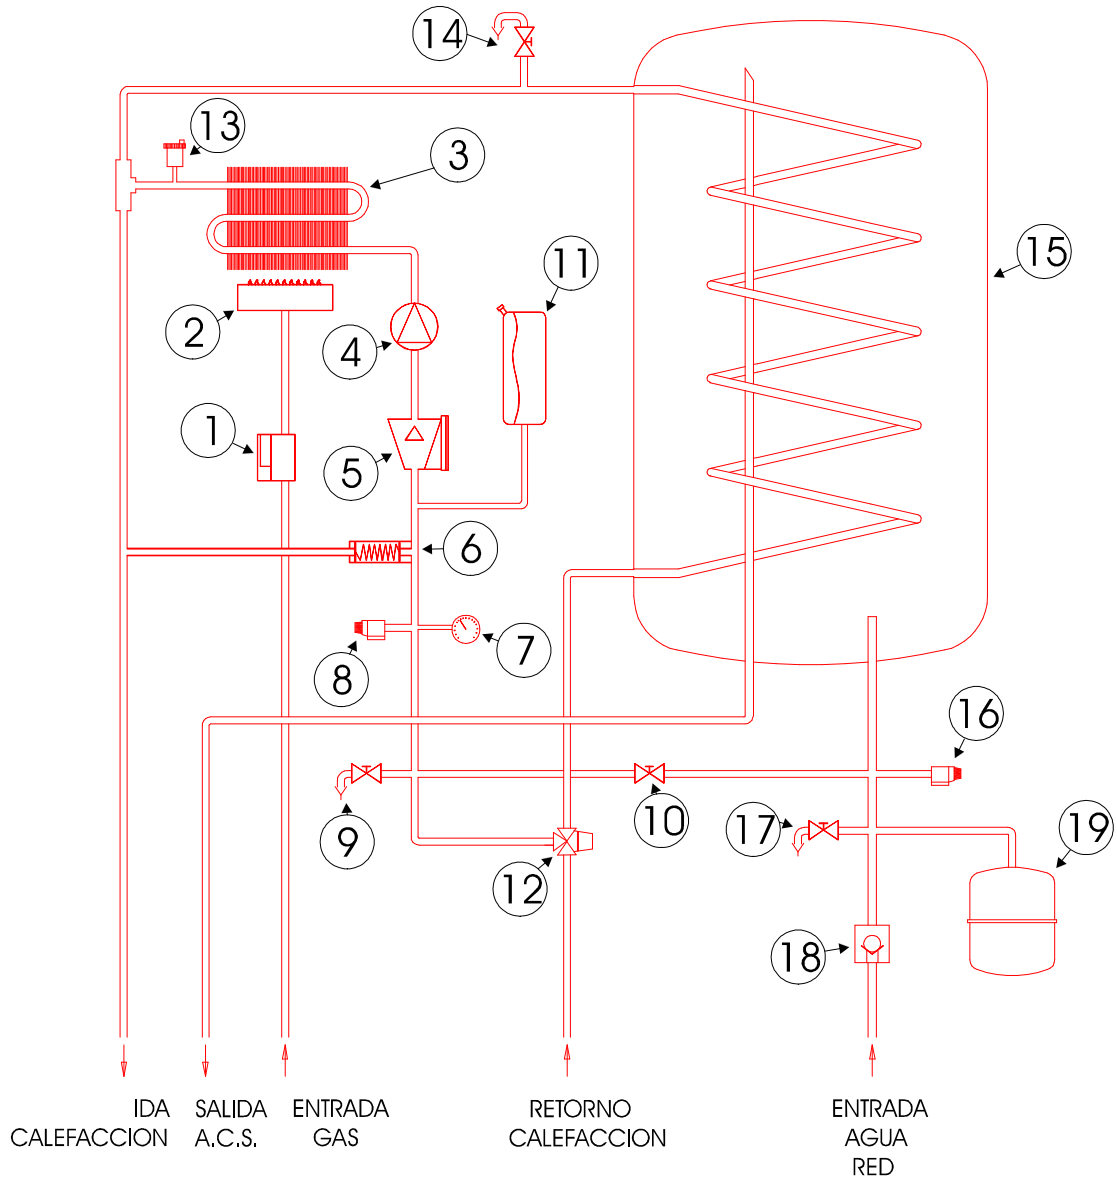 14
13
3
11
15
2
4
1
5
6
7
8
16
9
10
17
19
12
18
IDA
CALEFACCION
SALIDA
A.C.S.
ENTRADA
GAS
RETORNO
CALEFACCION
ENTRADA
AGUA
RED